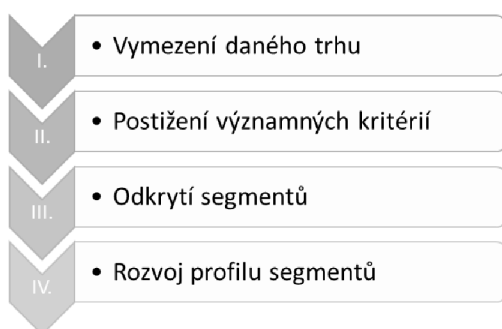 I.
• Vymezení daného trhu
II.
• Postižení významných kritérií
III.
• Odkrytí segmentů
IV.
• Rozvoj profilu segmentů